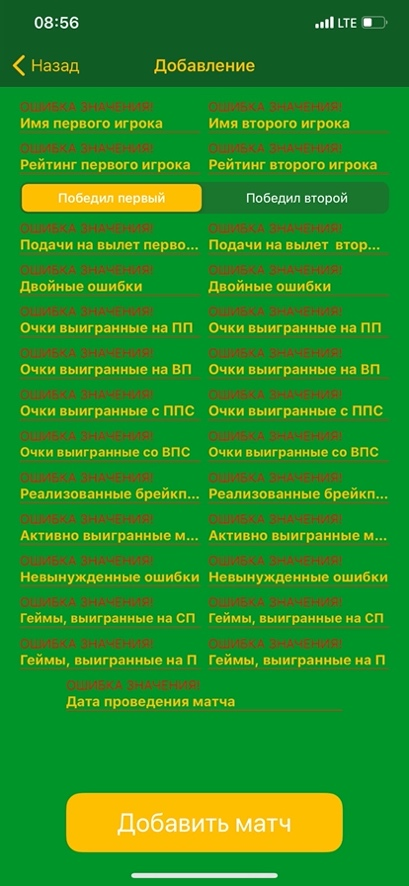 08:56 LTE
Назад Добавление
ОШИБКА ЗНАЧЕНИЯ! ОШИБКА ЗНАЧЕНИЯ!
Имя первого игрока Имя второго игрока
ОШИБКА ЗНАЧЕНИЯ! ОШИБКА ЗНАЧЕНИЯ!
Рейтинг первого игрока Рейтинг второго игрока
Победил первый Победил второй
ОШИБКА ЗНАЧЕНИЯ! ОШИБКА ЗНАЧЕНИЯ!
Подачи на вылет перво... Подачи на вылет втор...
ОШИБКА ЗНАЧЕНИЯ! ОШИБКА ЗНАЧЕНИЯ!
Двойные ошибки Двойные ошибки
ОШИБКА ЗНАЧЕНИЯ! ОШИБКА ЗНАЧЕНИЯ!
Очки выигранные на ПП Очки выигранные на ПП
ОШИБКА ЗНАЧЕНИЯ! ОШИБКА ЗНАЧЕНИЯ!
Очки выигранные на ВП Очки выигранные на ВП
ОШИБКА ЗНАЧЕНИЯ! ОШИБКА ЗНАЧЕНИЯ!
Очки выигранные с ППС Очки выигранные с ППС
ОШИБКА ЗНАЧЕНИЯ! ОШИБКА ЗНАЧЕНИЯ!
Очки выигранные со ВПС Очки выигранные со ВПС
ОШИБКА ЗНАЧЕНИЯ! ОШИБКА ЗНАЧЕНИЯ!
Реализованные брейкп... Реализованные брейкп...
ОШИБКА ЗНАЧЕНИЯ! ОШИБКА ЗНАЧЕНИЯ!
Активно выигранные м... Активно выигранные м...
ОШИБКА ЗНАЧЕНИЯ! ОШИБКА ЗНАЧЕНИЯ!
Невынужденные ошибки Невынужденные ошибки
ОШИБКА ЗНАЧЕНИЯ! ОШИБКА ЗНАЧЕНИЯ!
Геймы, выигранные на СП Геймы, выигранные на СП
ОШИБКА ЗНАЧЕНИЯ! ОШИБКА ЗНАЧЕНИЯ!
Геймы, выигранные на П Геймы, выигранные на П
ОШИБКА ЗНАЧЕНИЯ!
Дата проведения матча
Добавить матч